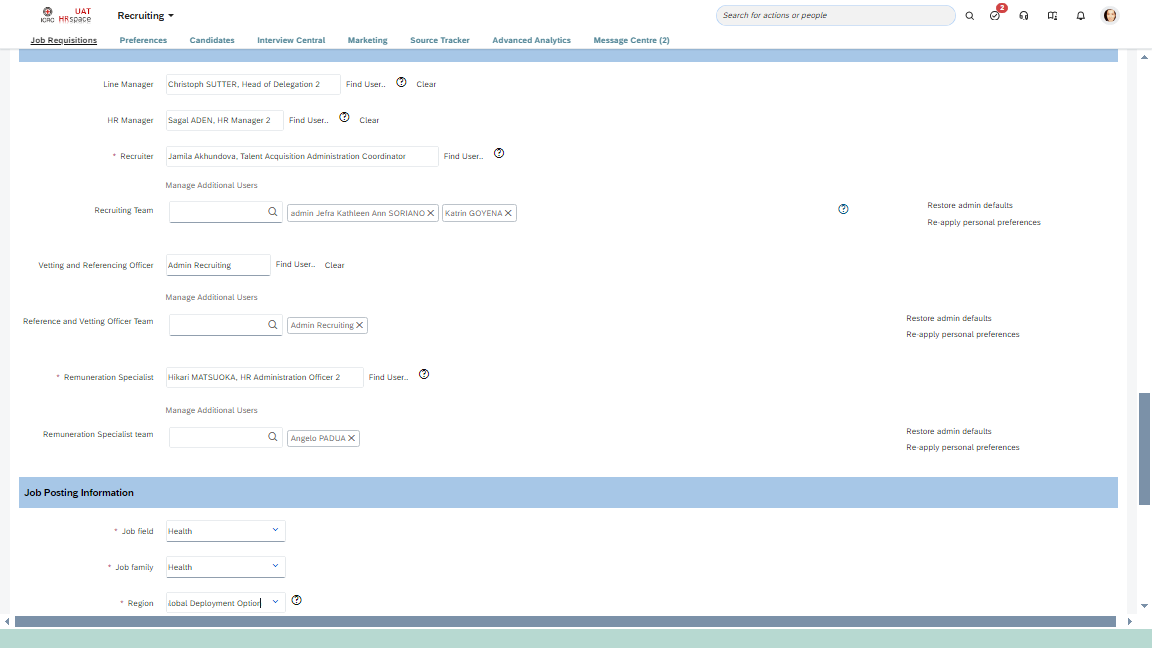 ICRC UAT HRspace Recruiting Search for actions or people 2
Job Requisitions Preferences Candidates Interview Central Marketing Source Tracker Advanced Analytics Message Centre (2)
Line Manager Christoph SUTTER, Head of Delegation 2 Find User.. Clear
HR Manager Sagal ADEN, HR Manager 2 Find User.. Clear
* Recruiter Jamila Akhundova, Talent Acquisition Administration Coordinator Find User..
Manage Additional Users
Recruiting Team admin Jefra Kathleen Ann SORIANO Katrin GOYENA Restore admin defaults
Re-apply personal preferences
Vetting and Referencing Officer Admin Recruiting Find User.. Clear
Manage Additional Users
Reference and Vetting Officer Team Admin Recruiting Restore admin defaults
Re-apply personal preferences
* Remuneration Specialist Hikari MATSUOKA, HR Administration Officer 2 Find User..
Manage Additional Users
Remuneration Specialist team Angelo PADUA Restore admin defaults
Re-apply personal preferences
Job Posting Information
* Job field Health
* Job family Health
* Region lobal Deployment Option